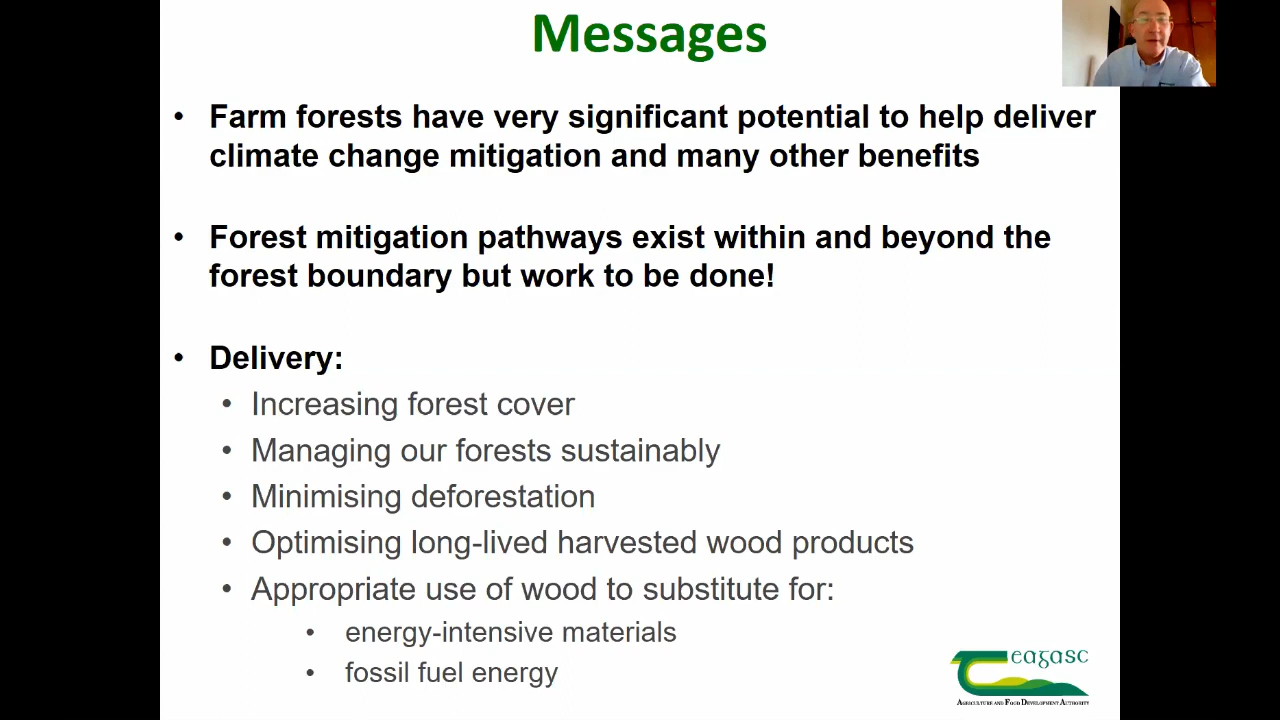 Messages
• Farm forests have very significant potential to help deliver
climate change mitigation and many other benefits
• Forest mitigation pathways exist within and beyond the
forest boundary but work to be done!
• Delivery:
• Increasing forest cover
• Managing our forests sustainably
• Minimising deforestation
• Optimising long-lived harvested wood products
• Appropriate use of wood to substitute for:
• energy-intensive materials
• fossil fuel energy
Teagasc
Agriculture and Food Development Authority